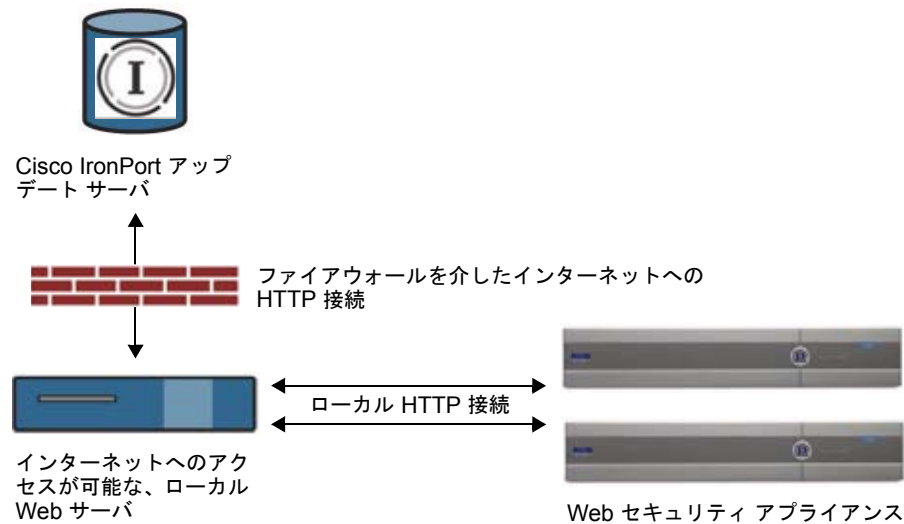 I
Cisco IronPort アップ
デート サーバ
ファイアウォールを介したインターネットへの
HTTP 接続
ローカル HTTP 接続
インターネットへのアク
セスが可能な、ローカル
Web サーバ
Web セキュリティ アプライアンス